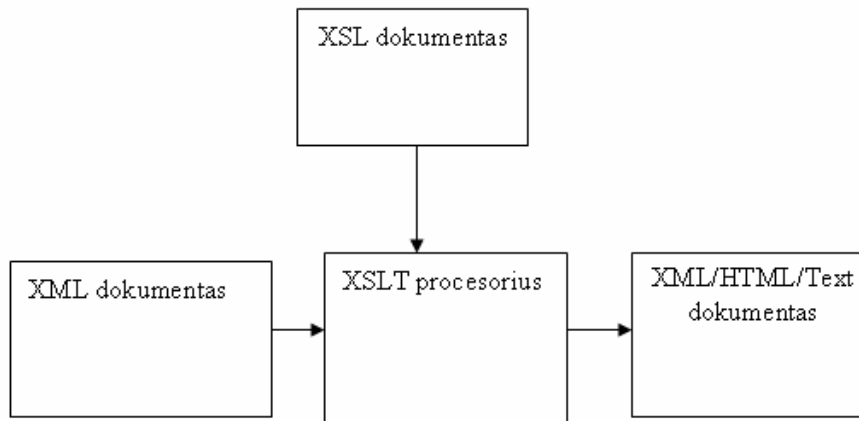 XSL dokumentas
XML dokumentas
XSLT procesorius
XML/HTML/Text
dokumentas